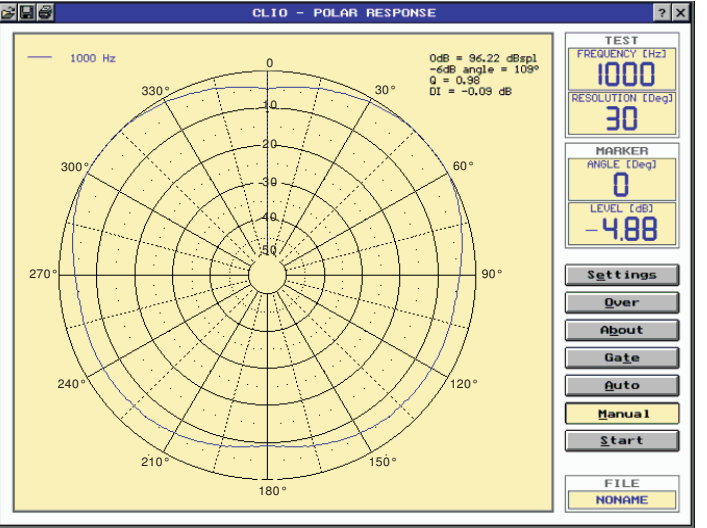 CLIO - POLAR RESPONSE
? ×
1000 Hz
0dB = 96.22 dBspl
-6dB angle = 109°
Q = 0.98
DI = -0.09 dB
0
330°
30°
-10
300°
-20
60°
-30
-40
-50
270°
90°
240°
120°
210°
150°
180°
TEST
FREQUENCY [Hz]
1000
RESOLUTION [Deg]
30
MARKER
ANGLE [Deg]
0
LEVEL [dB]
-4.88
Settings
Over
About
Gate
Auto
Manual
Start
FILE
NONAME